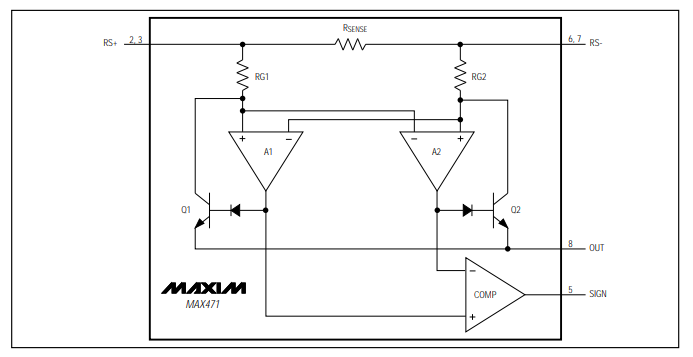 RSENSE
RS+ 2, 3
6, 7 RS-
RG1
RG2
+ –
A1
– +
A2
Q1
Q2
8 OUT
–
COMP
+
5 SIGN
MAXIM
MAX471